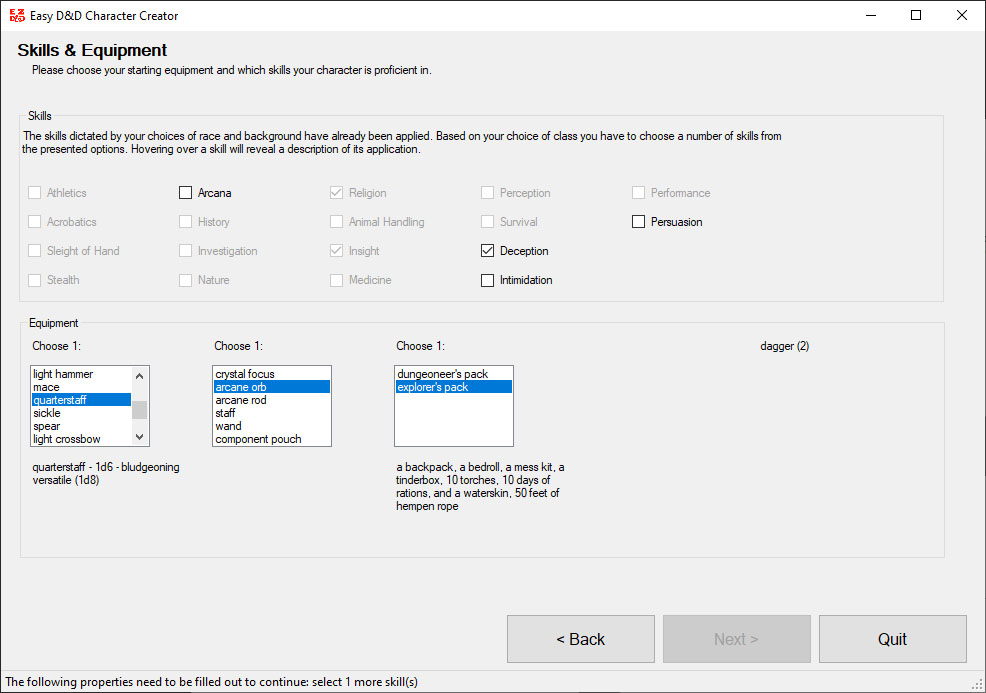 EZ D&D Easy D&D Character Creator
Skills & Equipment
Please choose your starting equipment and which skills your character is proficient in.
Skills
The skills dictated by your choices of race and background have already been applied. Based on your choice of class you have to choose a number of skills from
the presented options. Hovering over a skill will reveal a description of its application.
Athletics Arcana Religion Perception Performance
Acrobatics History Animal Handling Survival Persuasion
Sleight of Hand Investigation Insight Deception
Stealth Nature Medicine Intimidation
Equipment
Choose 1: Choose 1: Choose 1: dagger (2)
light hammer crystal focus dungeoneer's pack
mace arcane orb explorer's pack
quarterstaff arcane rod
sickle staff
spear wand
light crossbow component pouch
quarterstaff - 1d6 - bludgeoning a backpack, a bedroll, a mess kit, a
versatile (1d8) tinderbox, 10 torches, 10 days of
rations, and a waterskin, 50 feet of
hempen rope
< Back Next > Quit
The following properties need to be filled out to continue: select 1 more skill(s)